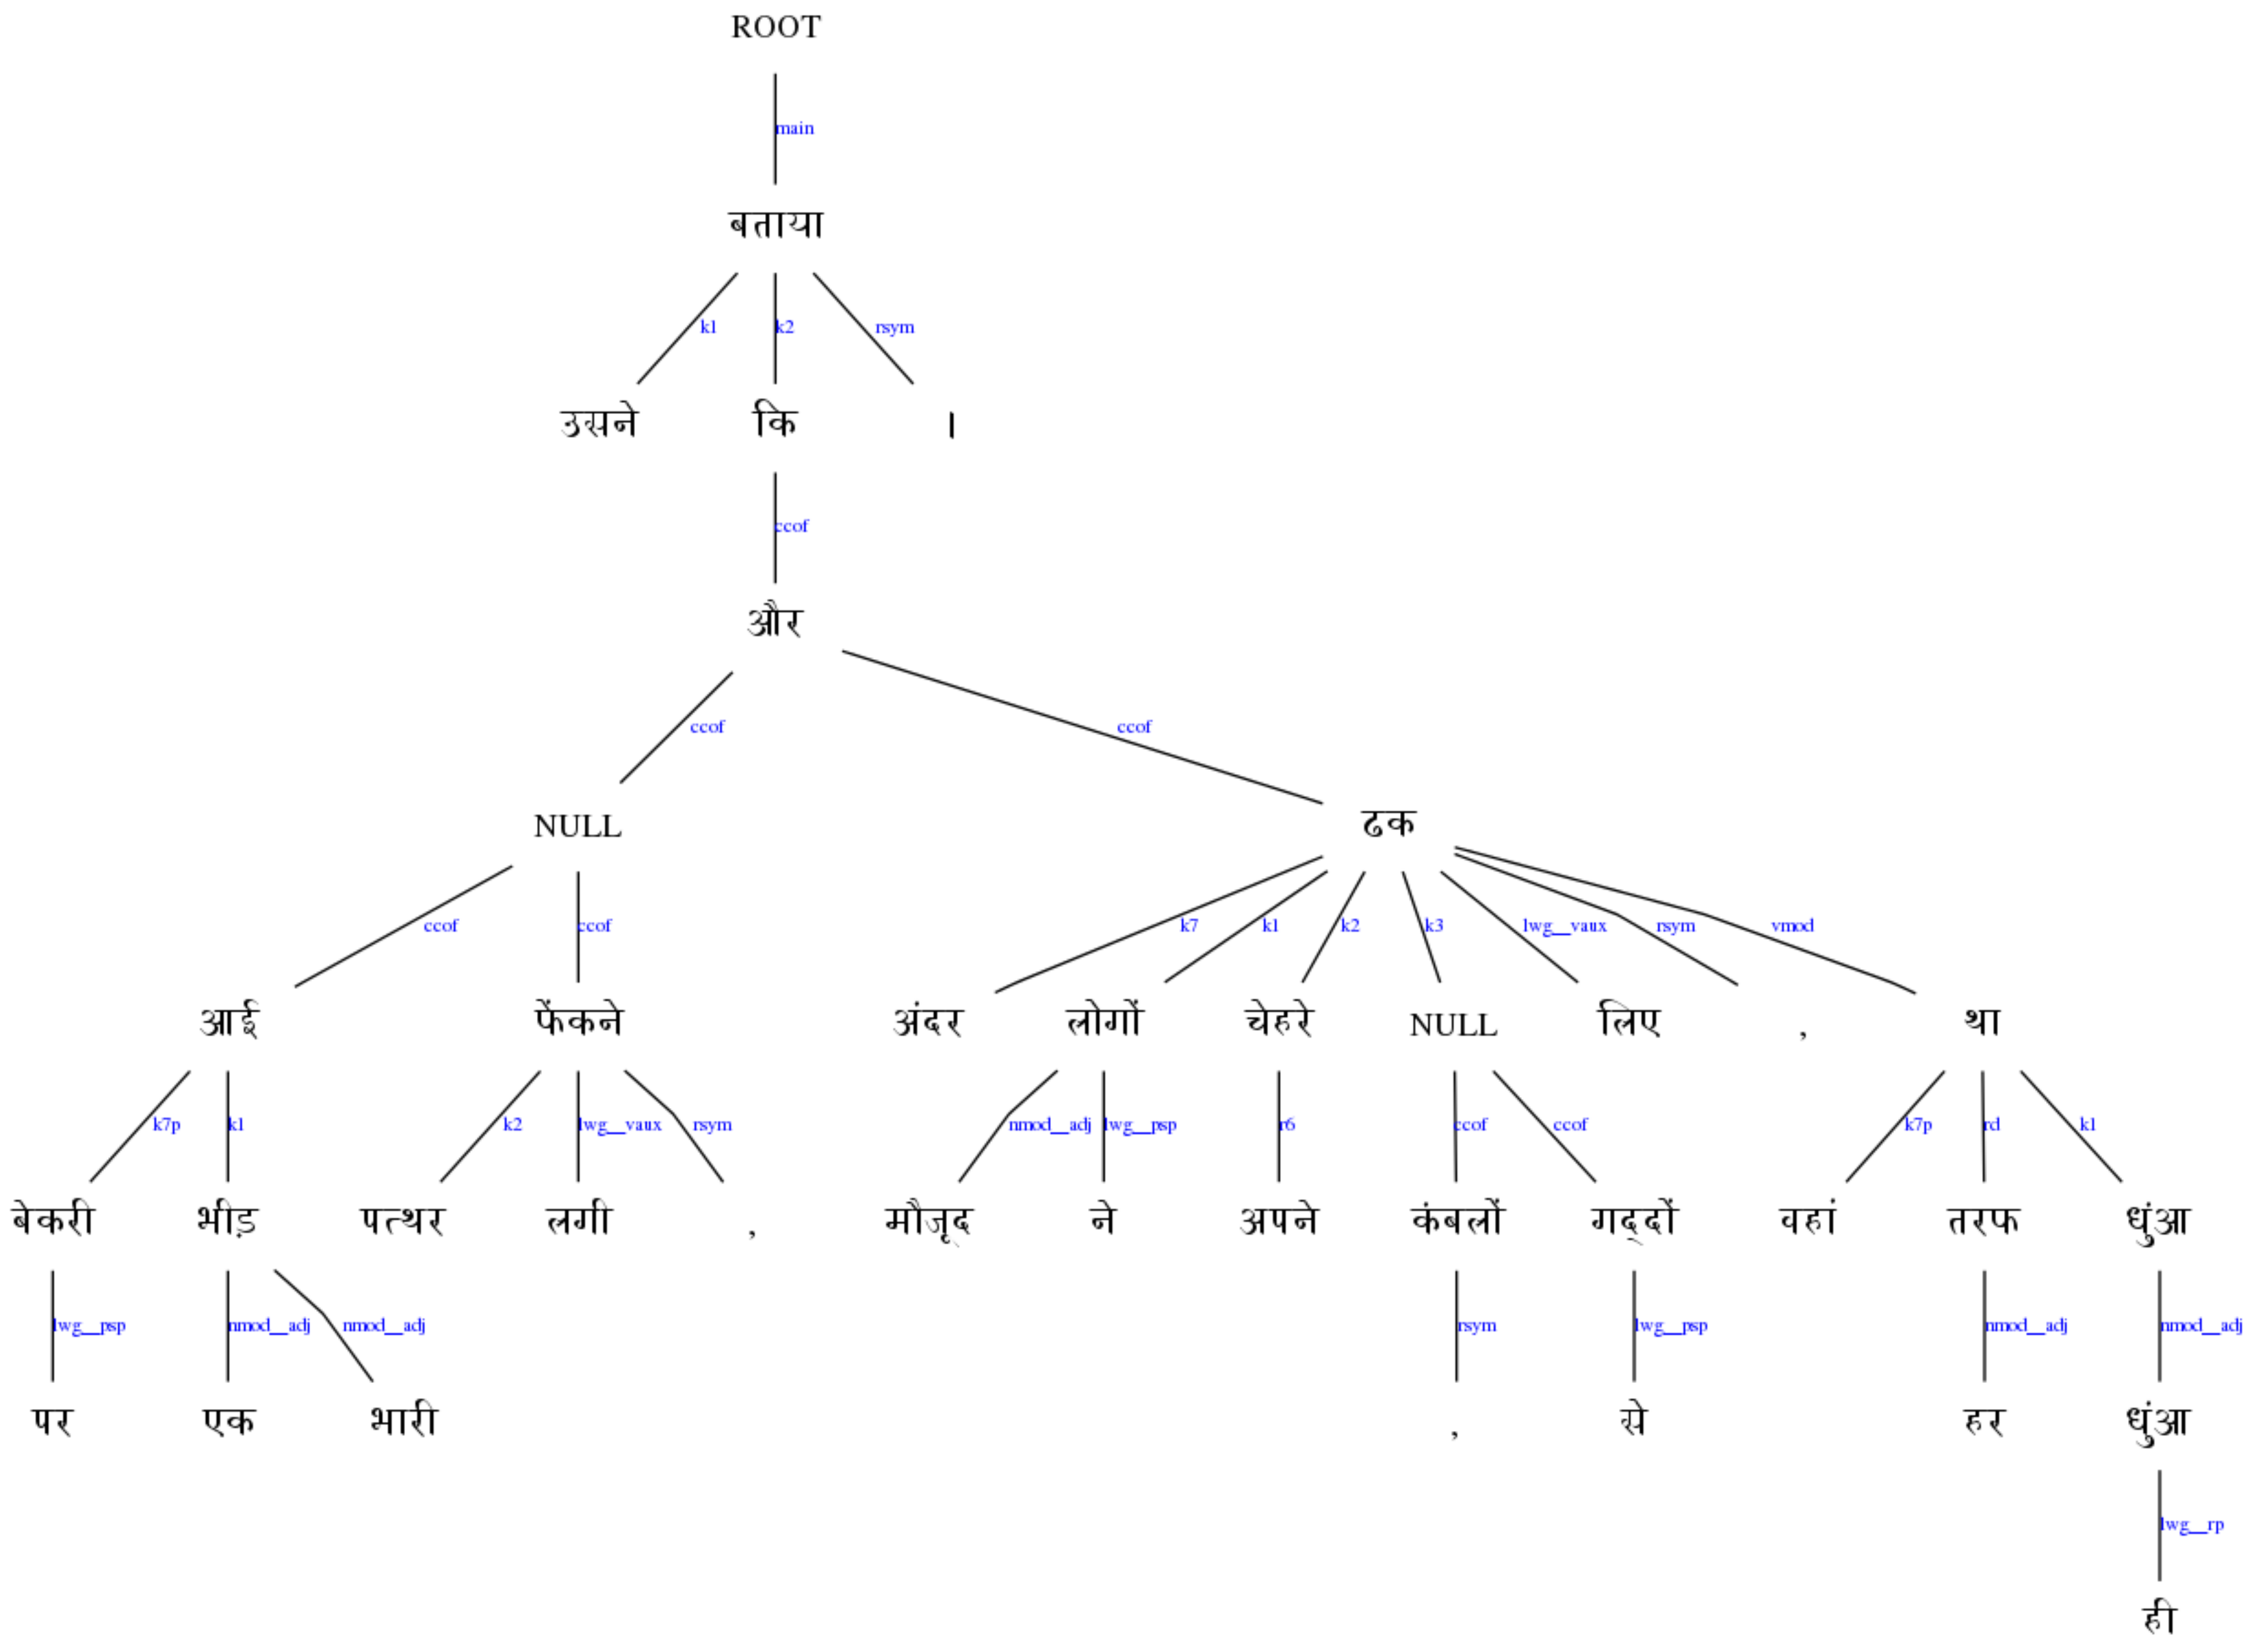 ROOT
main
बताया
k1 k2 rsym
उसने कि ।
ccof
और
ccof ccof
NULL ढक
ccof ccof k7 k1 k2 k3 lwg__vaux rsym vmod
आई फेंकने अंदर लोगों चेहरे NULL लिए , था
k7p k1 k2 lwg__vaux rsym nmod__adj lwg__psp r6 ccof ccof k7p rd k1
बेकरी भीड़ पत्थर लगी , मौजूद ने अपने कंबलों गद्दों वहां तरफ धुंआ
lwg__psp nmod__adj nmod__adj rsym lwg__psp nmod__adj nmod__adj
पर एक भारी , से हर धुंआ
lwg__rp
ही